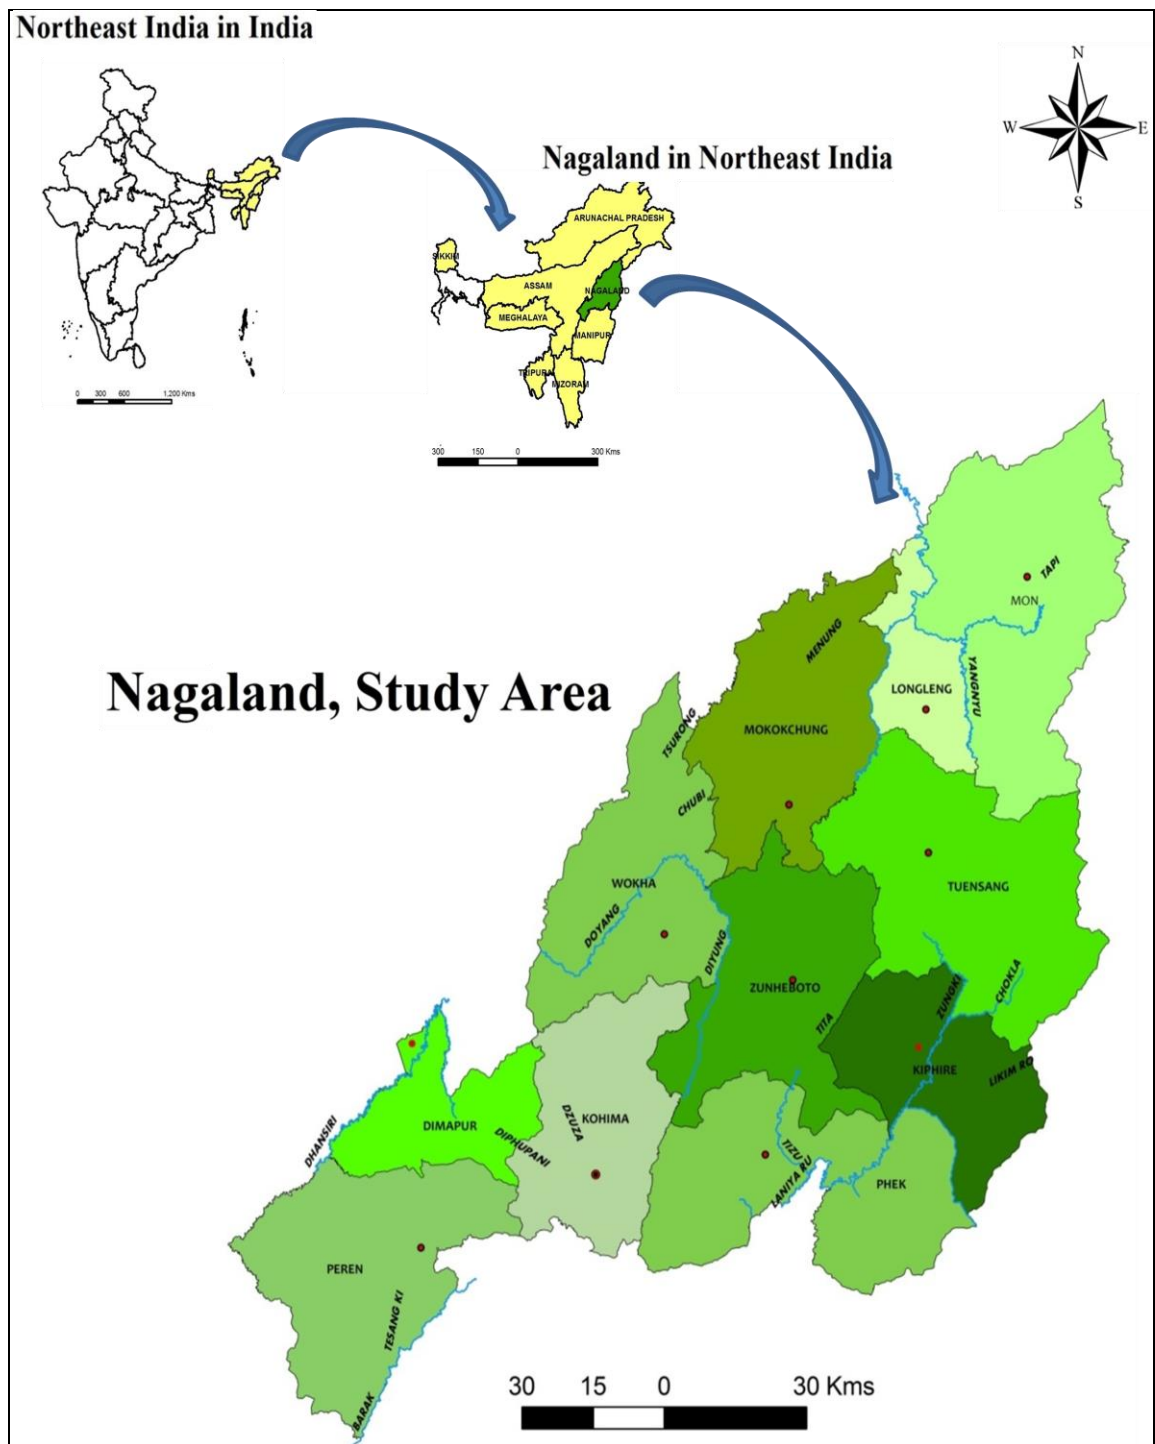 Northeast India in India
N
W
E
S
Nagaland in Northeast India
ARUNACHAL PRADESH
SIKKIM
ASSAM
NAGALAND
MEGHALAYA
MANIPUR
TRIPURA
MIZORAM
0 300 600 1,200 Kms
300 150 0 300 Kms
Nagaland, Study Area
TAPI
MON
MENUNG
LONGLENG
YANGNYU
TSURONG
MOKOKCHUNG
CHUBI
WOKHA
TUENSANG
DOYANG
DIYUNG
ZUNHEBOTO
ZUNGKI
CHOKLA
TITA
KIPHIRE
LIKIM RO
DHANSIRI
DIMAPUR
DIPHUPANI
DZUZA
KOHIMA
TIZU
LANIYA RU
PHEK
PEREN
TESANG KI
BARAK
30 15 0 30 Kms